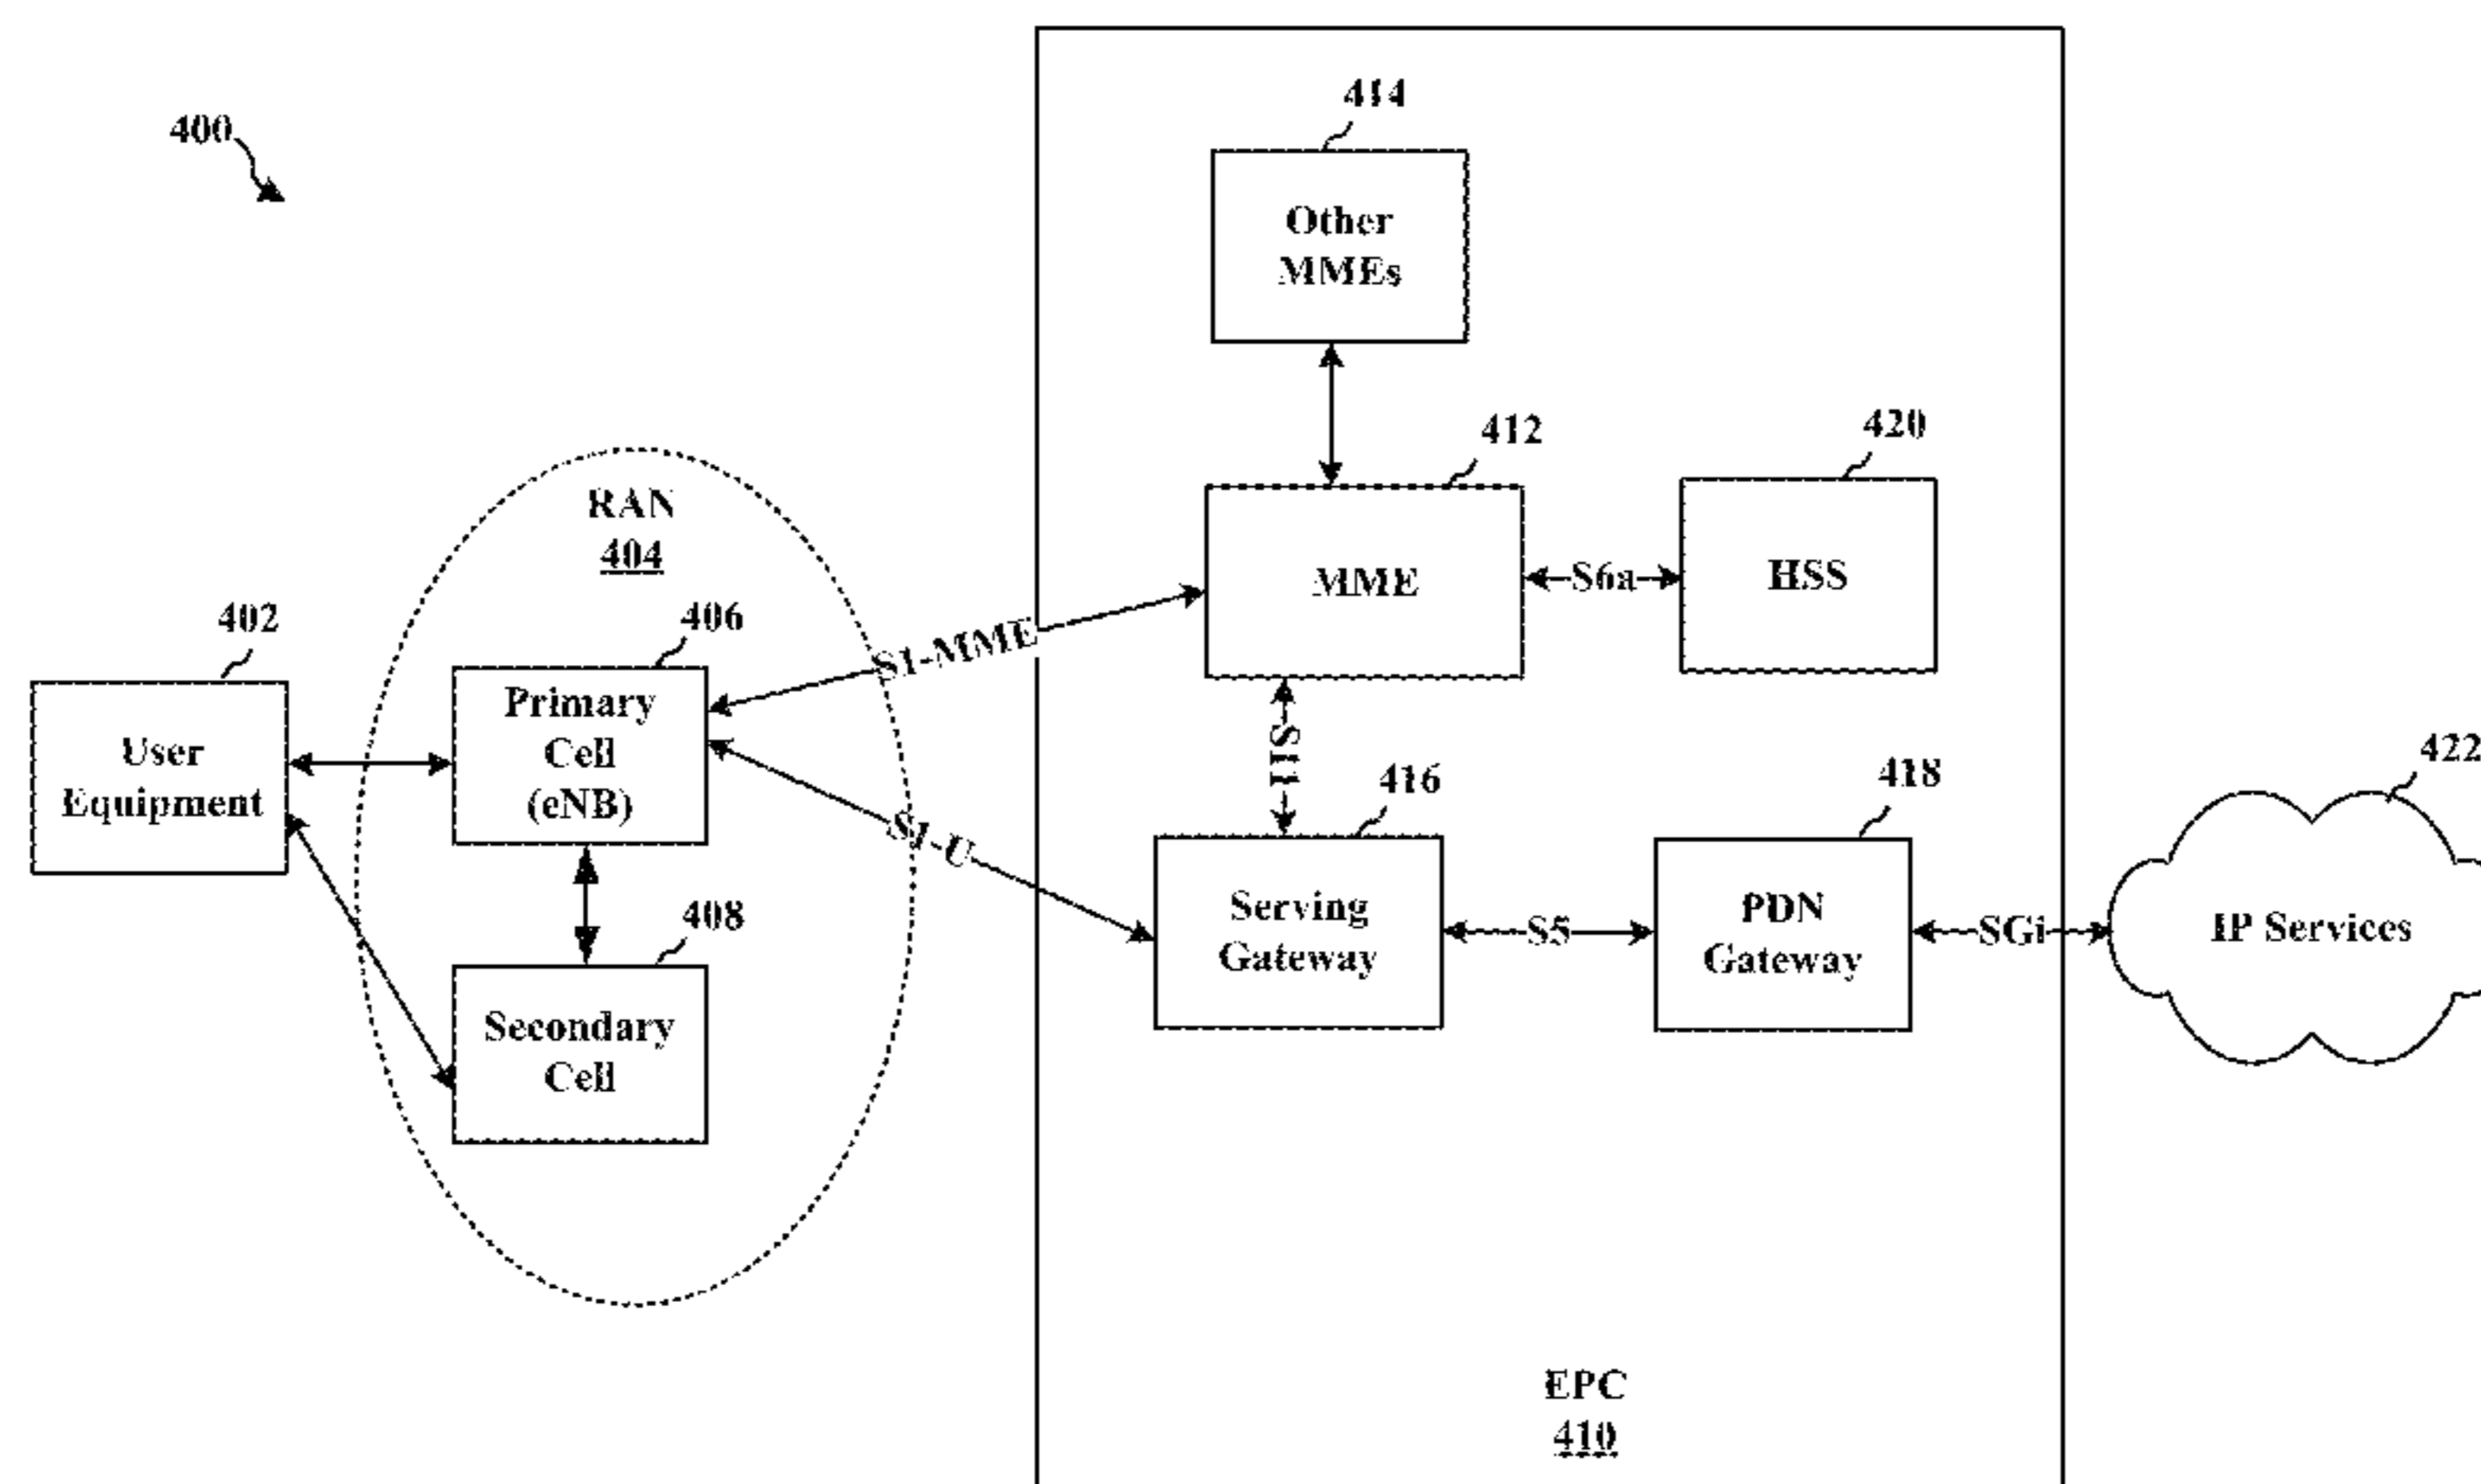 400
414
Other
MMEs
412
420
MME
S6a
HSS
RAN
404
402
406
S1-MME
User
Equipment
Primary
Cell
(eNB)
S11
S1-U
416
418
422
Serving
Gateway
S5
PDN
Gateway
SGi
IP Services
408
Secondary
Cell
EPC
410